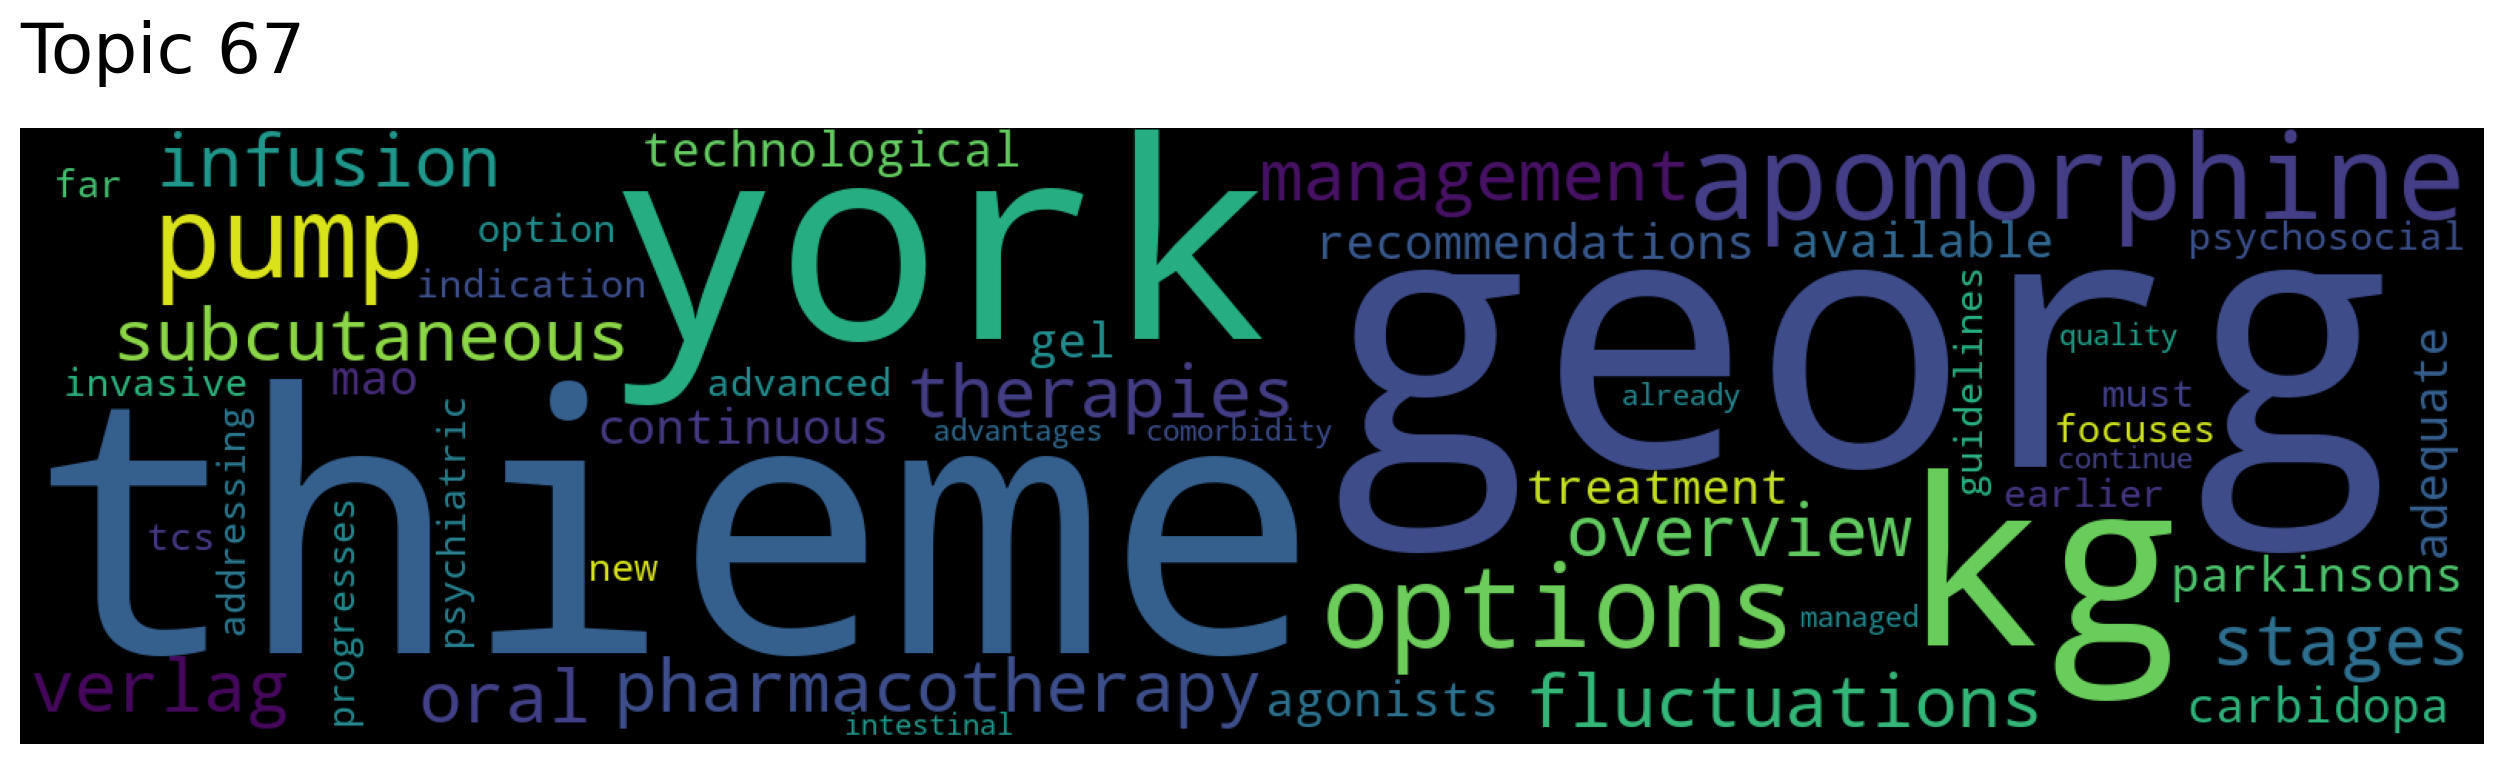 Topic 67
infusion
technological
far
management
apomorphine
pump
york
option
recommendations
available
psychosocial
indication
subcutaneous
gel
georg
guidelines
quality
adequate
invasive
mao
advanced
therapies
already
must
continuous
advantages
comorbidity
focuses
continue
thieme
addressing
psychiatric
treatment
earlier
tcs
progresses
new
overview
kg
options
managed
parkinsons
stages
verlag
oral
pharmacotherapy
agonists
fluctuations
carbidopa
intestinal